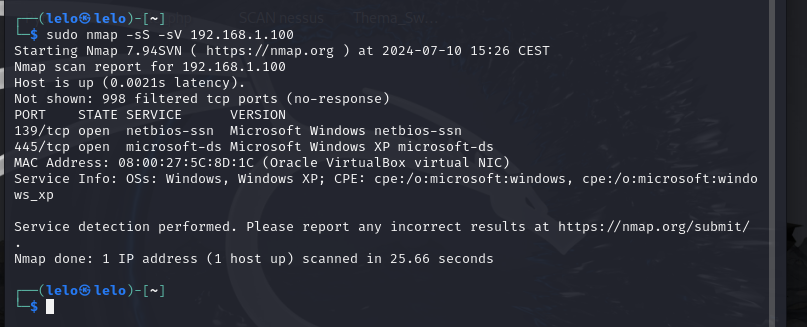 SCAN nessus Thema_Sw...
┌──(lelo㉿lelo)-[~]
└─$ sudo nmap -sS -sV 192.168.1.100
Starting Nmap 7.94SVN ( https://nmap.org ) at 2024-07-10 15:26 CEST
Nmap scan report for 192.168.1.100
Host is up (0.0021s latency).
Not shown: 998 filtered tcp ports (no-response)
PORT    STATE SERVICE      VERSION
139/tcp open  netbios-ssn  Microsoft Windows netbios-ssn
445/tcp open  microsoft-ds Microsoft Windows XP microsoft-ds
MAC Address: 08:00:27:5C:8D:1C (Oracle VirtualBox virtual NIC)
Service Info: OSs: Windows, Windows XP; CPE: cpe:/o:microsoft:windows, cpe:/o:microsoft:windo
ws_xp
Service detection performed. Please report any incorrect results at https://nmap.org/submit/
.
Nmap done: 1 IP address (1 host up) scanned in 25.66 seconds
┌──(lelo㉿lelo)-[~]
└─$